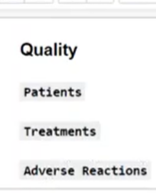 Quality
Patients
Treatments
Adverse Reactions